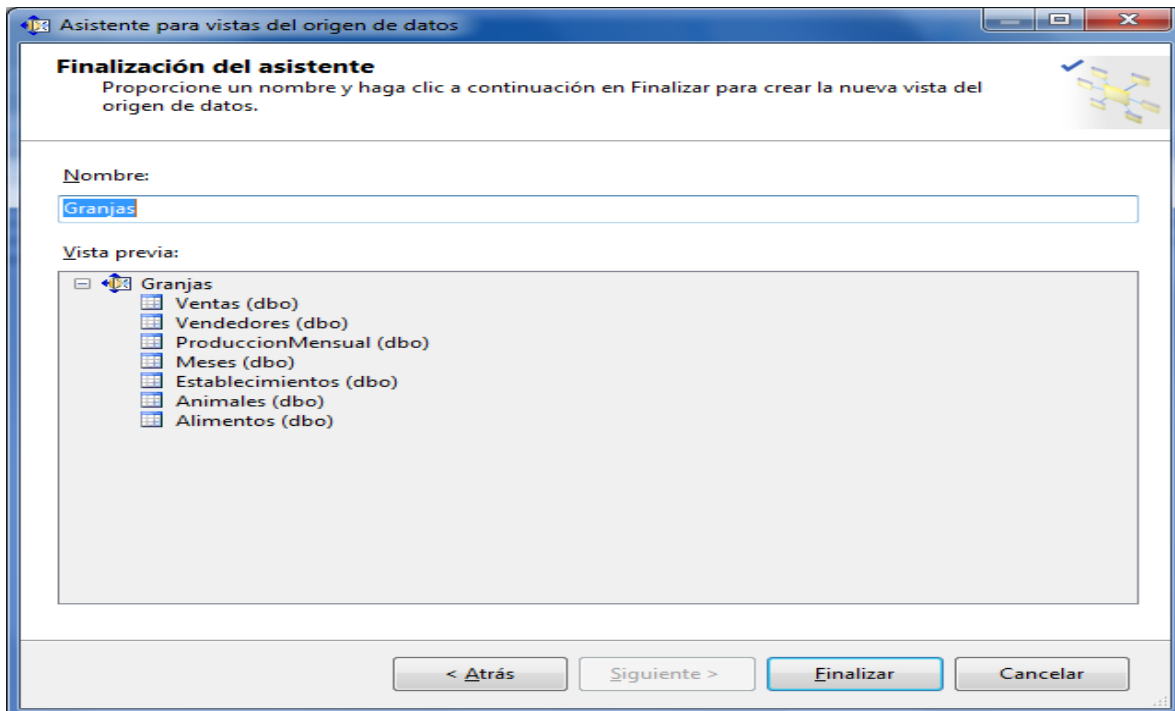 Asistente para vistas del origen de datos
Finalización del asistente
Proporcione un nombre y haga clic a continuación en Finalizar para crear la nueva vista del
origen de datos.
Nombre:
Granjas
Vista previa:
Granjas
Ventas (dbo)
Vendedores (dbo)
ProduccionMensual (dbo)
Meses (dbo)
Establecimientos (dbo)
Animales (dbo)
Alimentos (dbo)
< Atrás
Siguiente >
Finalizar
Cancelar